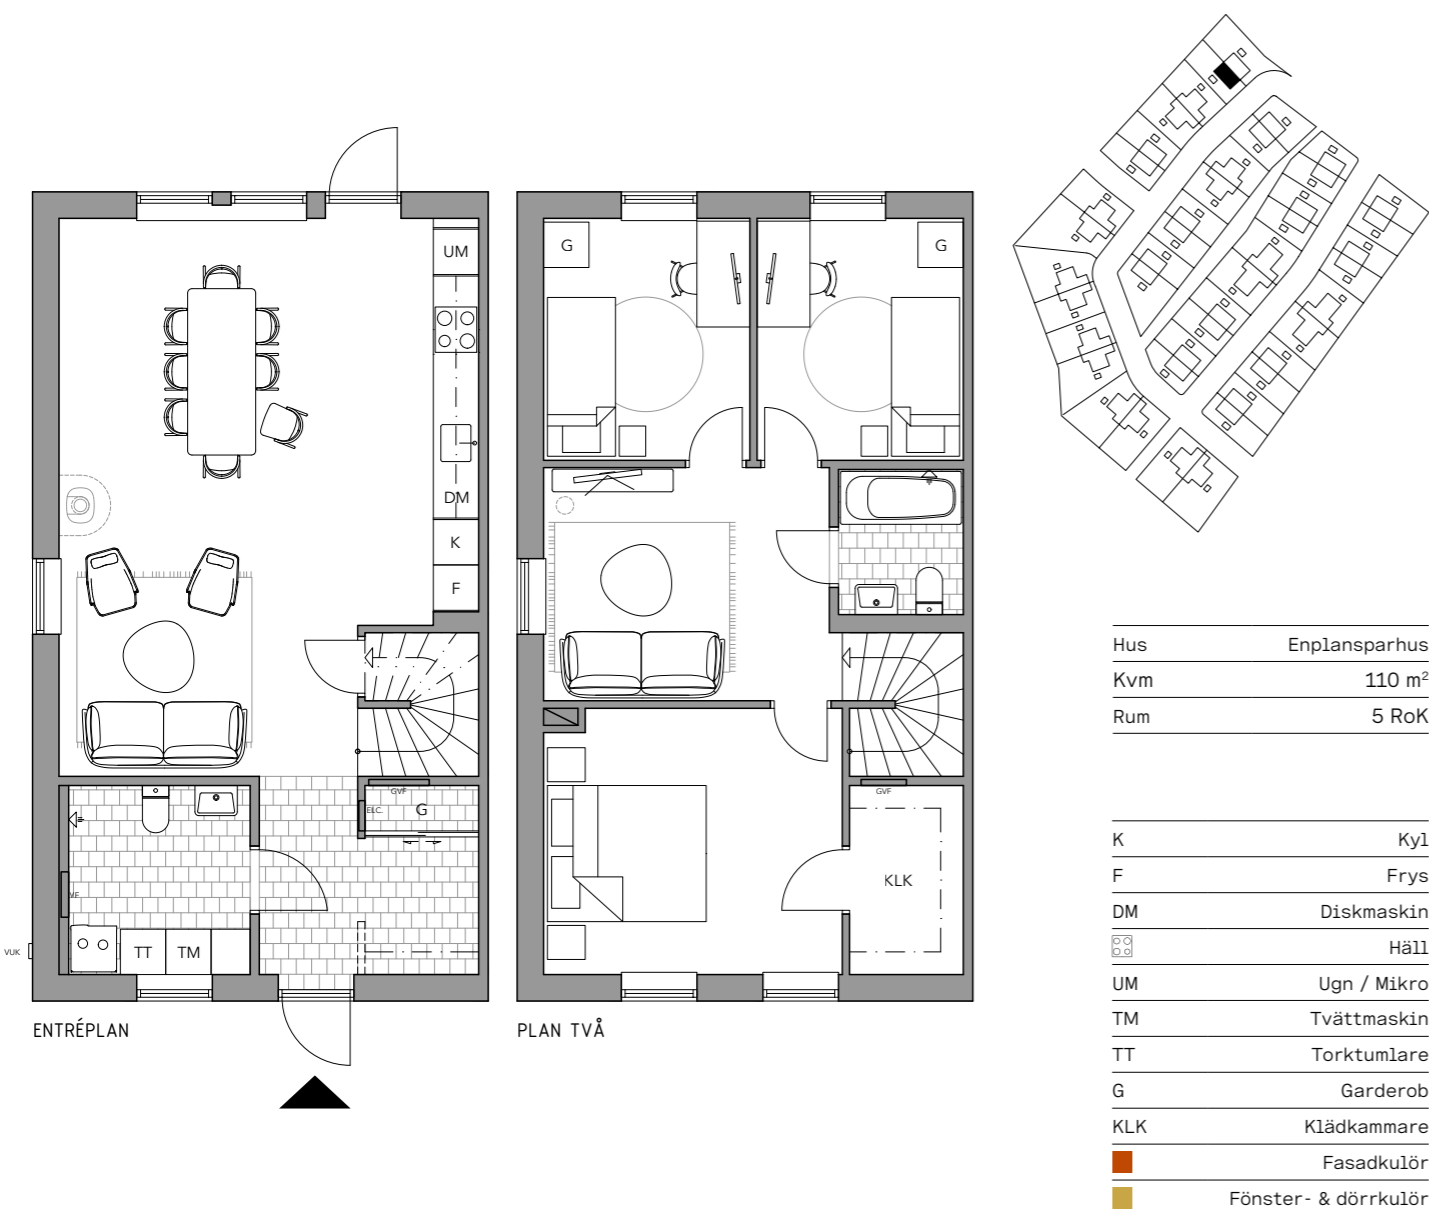 UM
DM
K
F
GVF
ELC.
G
VF
VUK
TT
TM
ENTRÉPLAN
G
G
GVF
KLK
PLAN TVÅ
Hus Enplansparhus
Kvm 110 m²
Rum 5 RoK
K Kyl
F Frys
DM Diskmaskin
Häll
UM Ugn / Mikro
TM Tvättmaskin
TT Torktumlare
G Garderob
KLK Klädkammare
Fasadkulör
Fönster- & dörrkulör